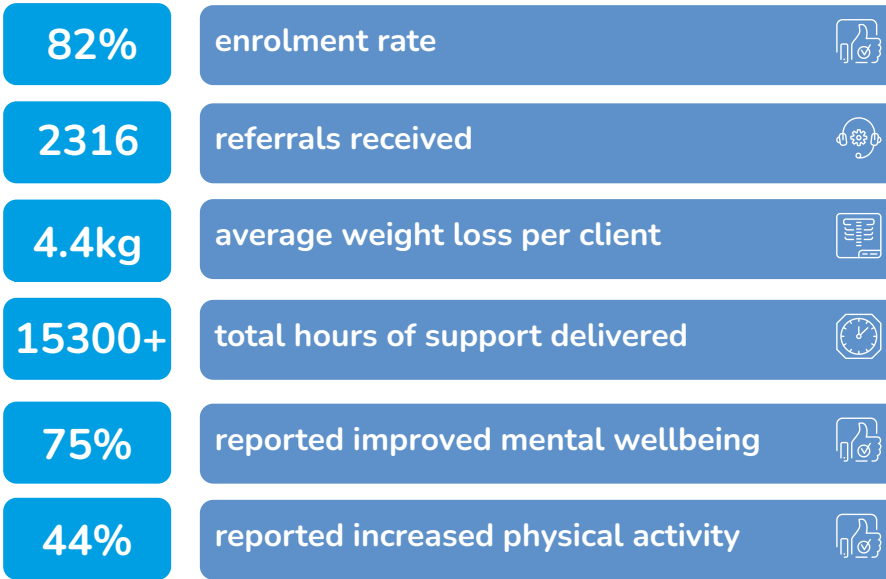 82%
enrolment rate
2316
referrals received
4.4kg
average weight loss per client
15300+
total hours of support delivered
75%
reported improved mental wellbeing
44%
reported increased physical activity